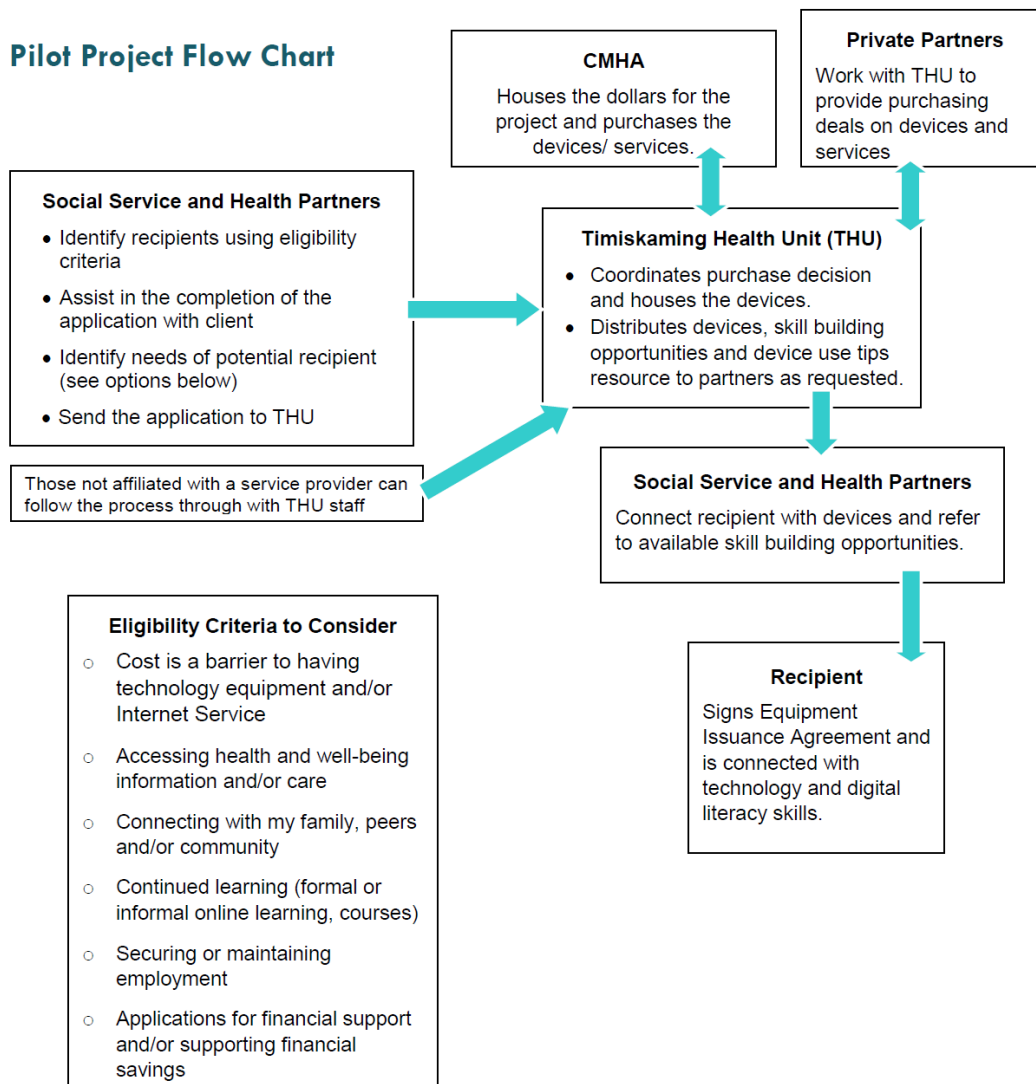 Pilot Project Flow Chart
CMHA
Houses the dollars for the
project and purchases the
devices/ services.
Private Partners
Work with THU to
provide purchasing
deals on devices and
services
Social Service and Health Partners
• Identify recipients using eligibility
criteria
• Assist in the completion of the
application with client
• Identify needs of potential recipient
(see options below)
• Send the application to THU
Timiskaming Health Unit (THU)
• Coordinates purchase decision
and houses the devices.
• Distributes devices, skill building
opportunities and device use tips
resource to partners as requested.
Those not affiliated with a service provider can
follow the process through with THU staff
Social Service and Health Partners
Connect recipient with devices and refer
to available skill building opportunities.
Eligibility Criteria to Consider
○ Cost is a barrier to having
technology equipment and/or
Internet Service
○ Accessing health and well-being
information and/or care
○ Connecting with my family, peers
and/or community
○ Continued learning (formal or
informal online learning, courses)
○ Securing or maintaining
employment
○ Applications for financial support
and/or supporting financial
savings
Recipient
Signs Equipment
Issuance Agreement and
is connected with
technology and digital
literacy skills.